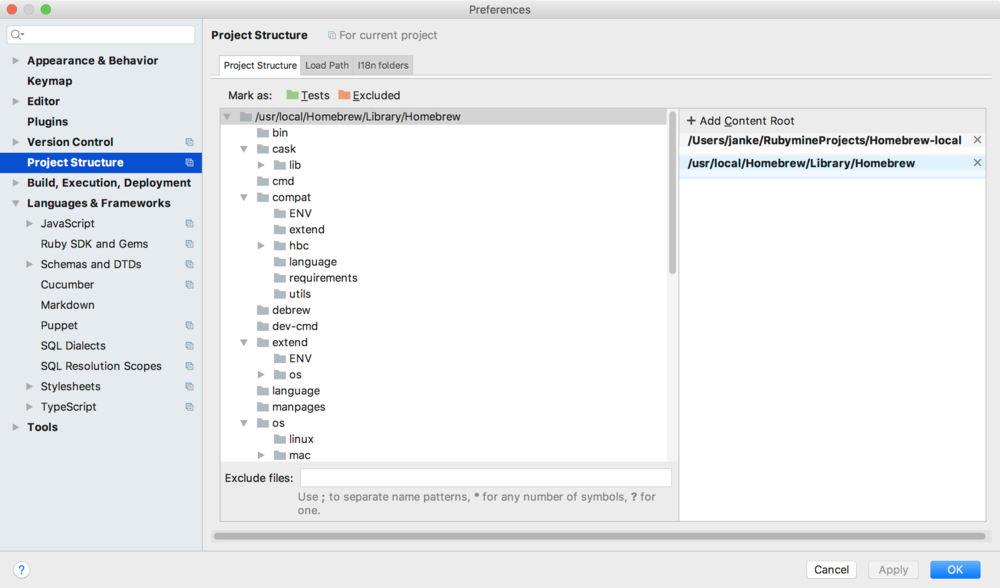 Preferences
Appearance & Behavior
Keymap
Editor
Plugins
Version Control
Project Structure
Build, Execution, Deployment
Languages & Frameworks
JavaScript
Ruby SDK and Gems
Schemas and DTDs
Cucumber
Markdown
Puppet
SQL Dialects
SQL Resolution Scopes
Stylesheets
TypeScript
Tools
Project Structure For current project
Project Structure Load Path I18n folders
Mark as: Tests Excluded
/usr/local/Homebrew/Library/Homebrew
bin
cask
lib
cmd
compat
ENV
extend
hbc
language
requirements
utils
debrew
dev-cmd
extend
ENV
os
language
manpages
os
linux
mac
Exclude files:
Use ; to separate name patterns, * for any number of symbols, ? for
one.
+ Add Content Root
/Users/janke/RubymineProjects/Homebrew-local
/usr/local/Homebrew/Library/Homebrew
? Cancel Apply OK